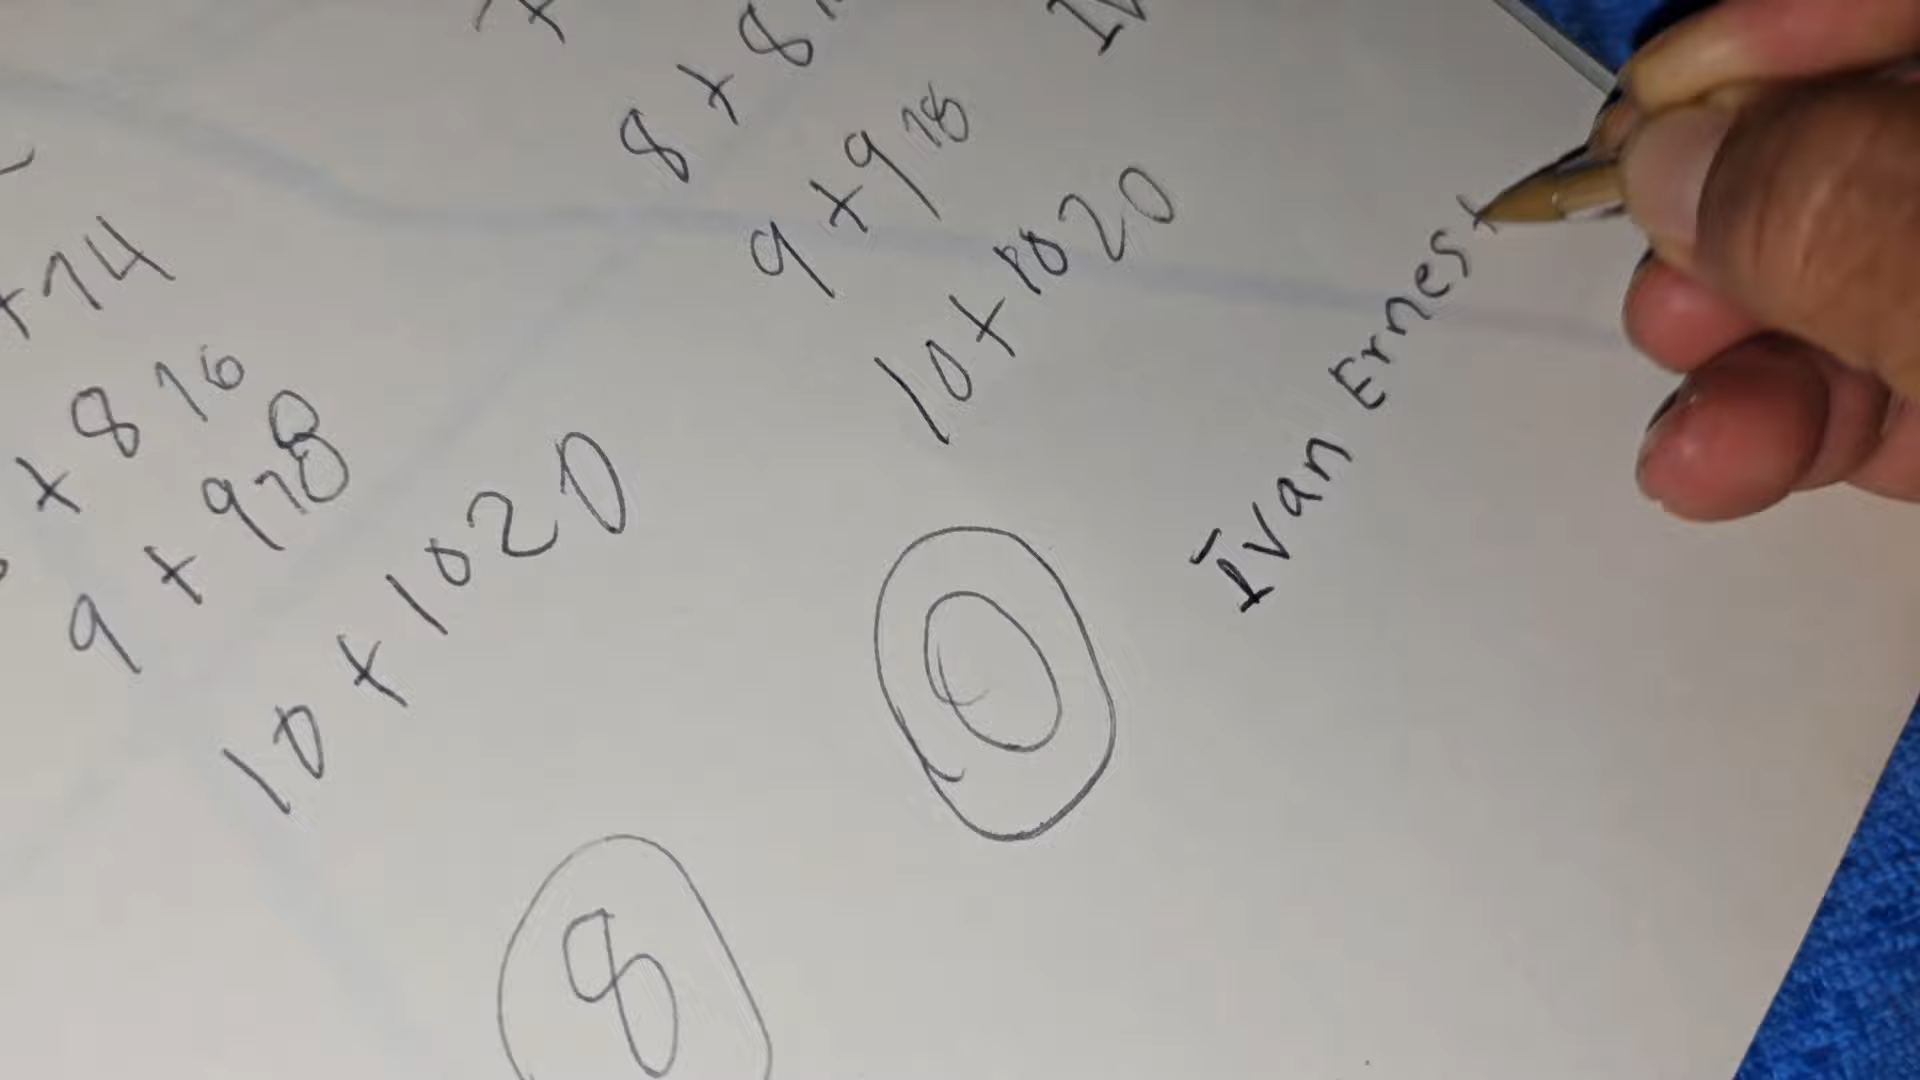 + 14
+ 8 16
9 + 9 18
10 + 10 20
8 + 8
9 + 9 18
10 + 10 20
Ivan Ernest
0
8